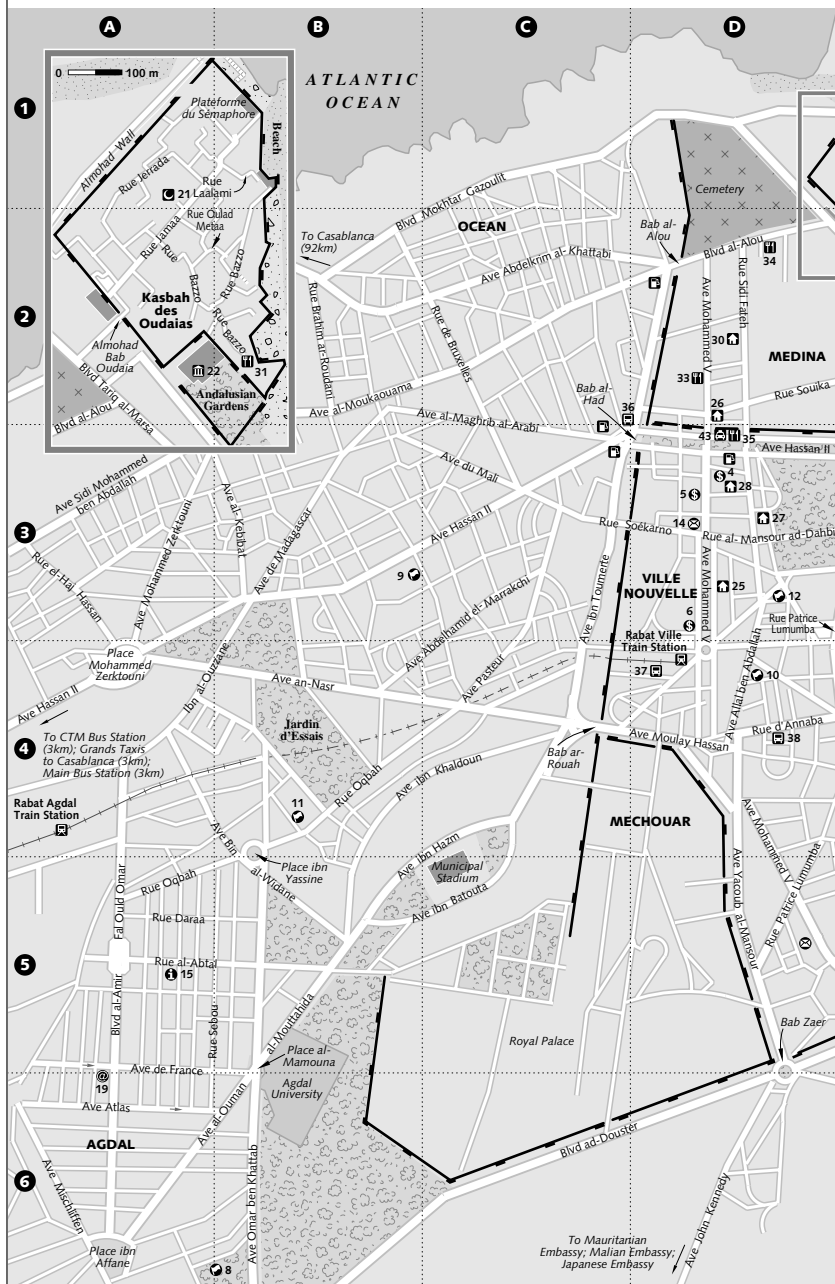 A
B
C
D
1
2
3
4
5
6
0 100 m
ATLANTIC
OCEAN
Plateforme
du Sémaphore
Beach
Almohad Wall
Rue Jerrada
Rue
Laalami
21
Rue Oulad
Metaa
Rue Jamaa
Rue
Bazzo
Rue Bazzo
Kasbah
des
Oudaias
Rue Bazzo
Almohad
Bab
Oudaia
22
31
Andalusian
Gardens
Blvd Tariq al-Marsa
Blvd al-Alou
To Casablanca
(92km)
Blvd Mokhtar Gazoulit
OCEAN
Ave Abdelkrim al-Khattabi
Cemetery
Bab al-
Alou
Blvd al-Alou
34
Rue Brahim ar-Roudani
Rue de Bruxelles
Ave Mohammed V
Rue Sidi Fateh
30
MEDINA
33
Rue Souika
26
Bab al-
Had
36
Ave al-Moukaouama
Ave al-Maghrib al-Arabi
43
35
Ave Hassan II
4
28
5
14
27
Ave du Mali
Ave Sidi Mohammed
ben Abdallah
Ave al-Kebibat
Ave de Madagascar
Ave Hassan II
Rue Soékarno
Rue al-Mansour ad-Dahbi
Ave Mohammed Zerktouni
Rue el-Haj Hassan
9
Ave Abdelhamid el-Marrakchi
Ave ibn Toumerte
VILLE
NOUVELLE
Ave Mohammed V
25
12
6
Rue Patrice
Lumumba
Rabat Ville
Train Station
37
10
Place
Mohammed
Zerktouni
Ave Hassan II
Ibn al-Ouzzane
Ave an-Nasr
Ave Pasteur
Ave Allal ben Abdallah
Rue d'Annaba
38
Ave Moulay Hassan
Bab ar-
Rouah
To CTM Bus Station
(3km); Grands Taxis
to Casablanca (3km);
Main Bus Station (3km)
Jardin
d'Essais
Rue Oqbah
Ave ibn Khaldoun
Rabat Agdal
Train Station
11
MECHOUAR
Ave Bin
al-Widane
Place ibn
Yassine
Ave Ibn Hazm
Municipal
Stadium
Ave Ibn Batouta
Ave Mohammed V
Ave Yacoub al-Mansour
Rue Patrice Lumumba
Rue Oqbah
Fal Ould Omar
Rue Daraa
Rue al-Abtal
15
Blvd al-Amir
Rue Sebou
al-Mouttahida
Royal Palace
Bab Zaer
Place al-
Mamouna
Ave de France
19
Agdal
University
Ave Atlas
Ave al-Ouman
AGDAL
Blvd ad-Douster
Ave Mischliffen
Ave Omar ben Khattab
Ave John Kennedy
To Mauritanian
Embassy; Malian Embassy;
Japanese Embassy
Place ibn
Affane
8